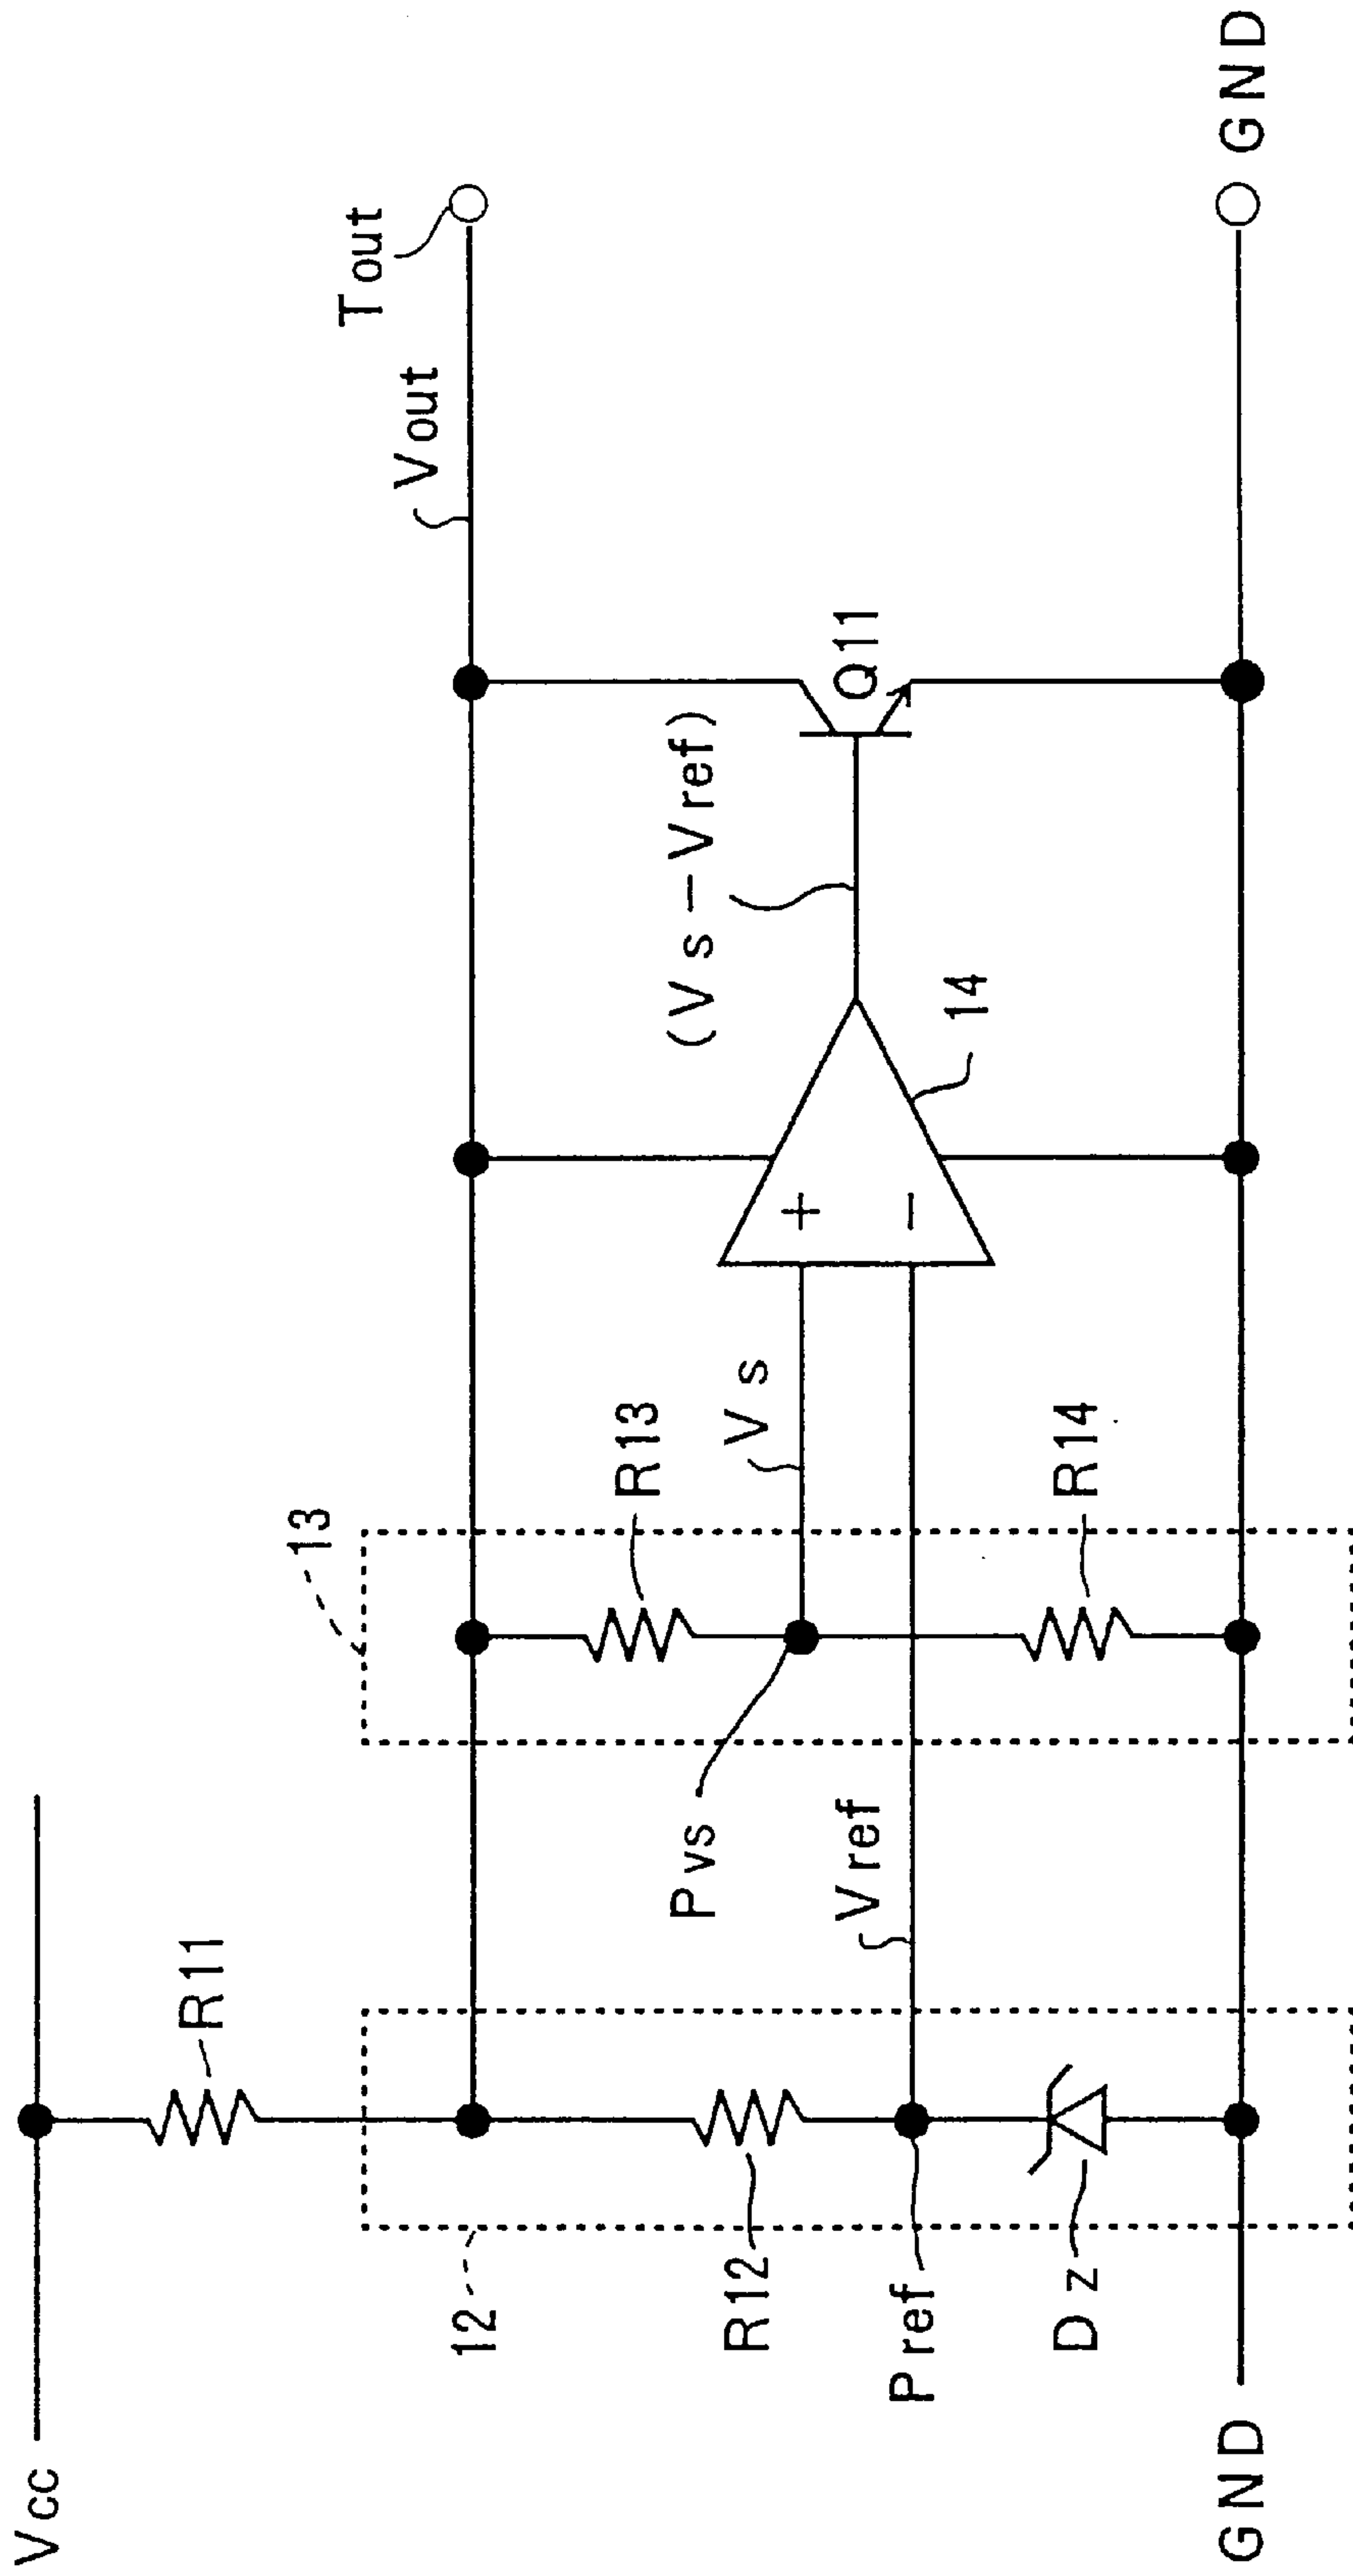 Vcc
R11
12
13
Vout
Tout
R12
Pvs
R13
Vs
(Vs-Vref)
Q11
Pref
Vref
14
Dz
R14
+
-
GND
GND